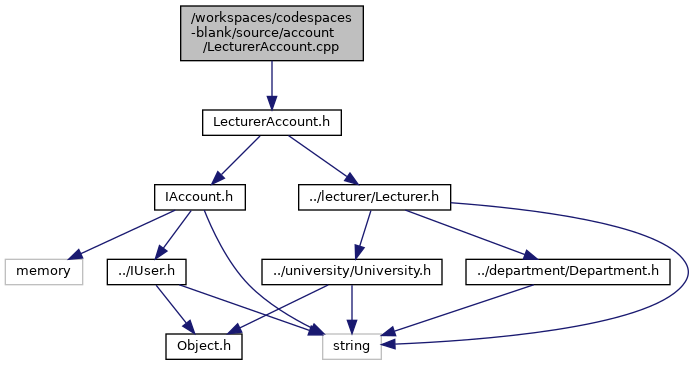 /workspaces/codespaces
-blank/source/account
/LecturerAccount.cpp
LecturerAccount.h
IAccount.h
../lecturer/Lecturer.h
memory
../IUser.h
../university/University.h
../department/Department.h
Object.h
string